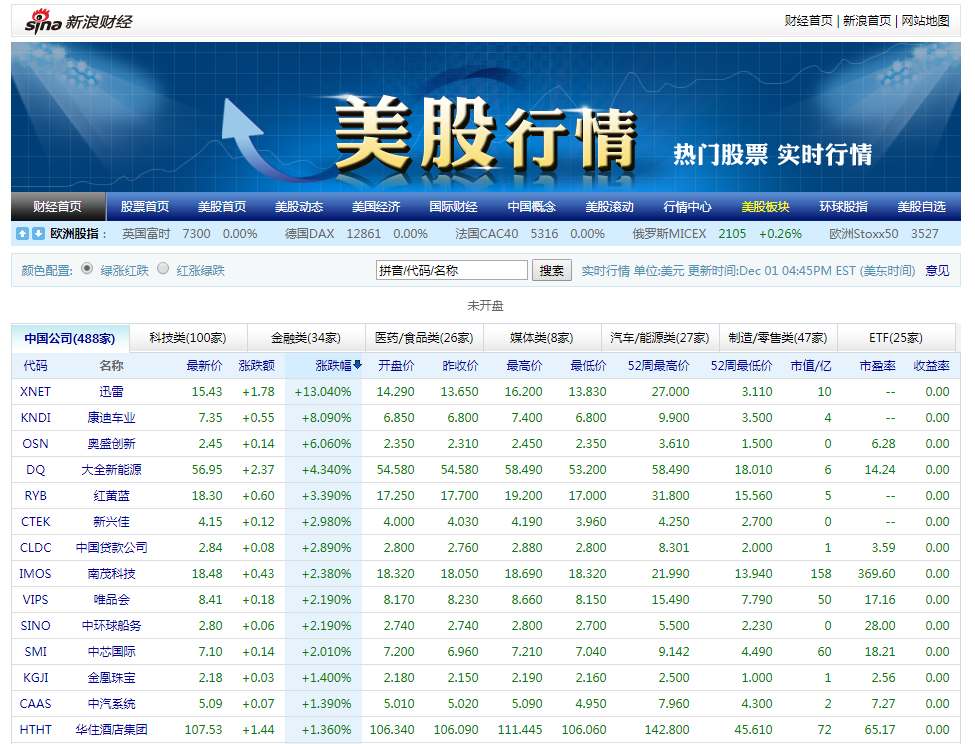 sina 新浪财经 财经首页 | 新浪首页 | 网站地图
美股行情
热门股票 实时行情
财经首页 股票首页 美股首页 美股动态 美国经济 国际财经 中国概念 美股滚动 行情中心 美股板块 环球股指 美股自选
欧洲股指： 英国富时 7300 0.00% 德国DAX 12861 0.00% 法国CAC40 5316 0.00% 俄罗斯MICEX 2105 +0.26% 欧洲Stoxx50 3527
颜色配置: 绿涨红跌 红涨绿跌 拼音/代码/名称 搜索 实时行情 单位:美元 更新时间:Dec 01 04:45PM EST (美东时间) 意见
未开盘
中国公司(488家) 科技类(100家) 金融类(34家) 医药/食品类(26家) 媒体类(8家) 汽车/能源类(27家) 制造/零售类(47家) ETF(25家)
代码 名称 最新价 涨跌额 涨跌幅 开盘价 昨收价 最高价 最低价 52周最高价 52周最低价 市值/亿 市盈率 收益率
XNET 迅雷 15.43 +1.78 +13.040% 14.290 13.650 16.200 13.830 27.000 3.110 10 -- 0.00
KNDI 康迪车业 7.35 +0.55 +8.090% 6.850 6.800 7.400 6.800 9.900 3.500 4 -- 0.00
OSN 奥盛创新 2.45 +0.14 +6.060% 2.350 2.310 2.450 2.350 3.610 1.500 0 6.28 0.00
DQ 大全新能源 56.95 +2.37 +4.340% 54.580 54.580 58.490 53.200 58.490 18.010 6 14.24 0.00
RYB 红黄蓝 18.30 +0.60 +3.390% 17.250 17.700 19.200 17.000 31.800 15.560 5 -- 0.00
CTEK 新兴佳 4.15 +0.12 +2.980% 4.000 4.030 4.190 3.960 4.250 2.700 0 -- 0.00
CLDC 中国贷款公司 2.84 +0.08 +2.890% 2.800 2.760 2.880 2.800 8.301 2.000 1 3.59 0.00
IMOS 南茂科技 18.48 +0.43 +2.380% 18.320 18.050 18.690 18.320 21.990 13.940 158 369.60 0.00
VIPS 唯品会 8.41 +0.18 +2.190% 8.170 8.230 8.660 8.150 15.490 7.790 50 17.16 0.00
SINO 中环球船务 2.80 +0.06 +2.190% 2.740 2.740 2.800 2.700 5.500 2.230 0 28.00 0.00
SMI 中芯国际 7.10 +0.14 +2.010% 7.200 6.960 7.210 7.040 9.142 4.490 60 18.21 0.00
KGJI 金凰珠宝 2.18 +0.03 +1.400% 2.180 2.150 2.190 2.160 2.500 1.000 1 2.56 0.00
CAAS 中汽系统 5.09 +0.07 +1.390% 5.010 5.020 5.090 4.950 7.960 4.300 2 7.27 0.00
HTHT 华住酒店集团 107.53 +1.44 +1.360% 106.340 106.090 111.445 106.060 142.800 45.610 72 65.17 0.00